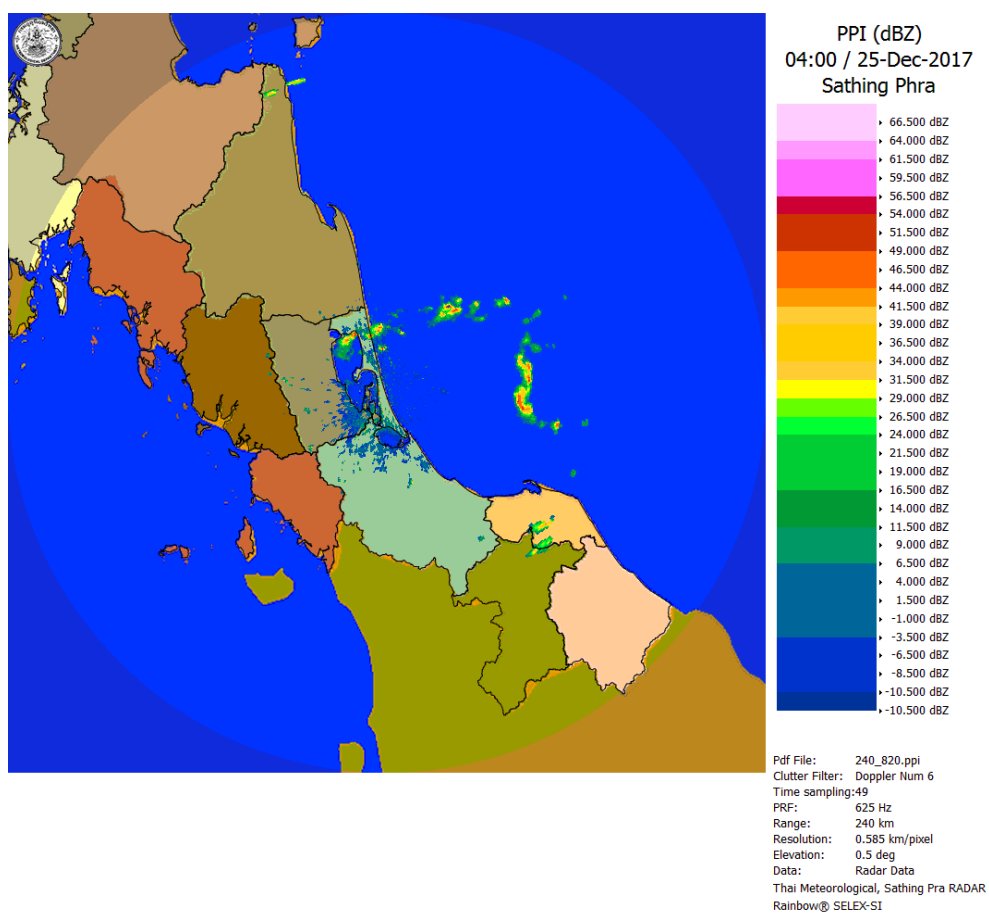 PPI (dBZ)
04:00 / 25-Dec-2017
Sathing Phra
66.500 dBZ
64.000 dBZ
61.500 dBZ
59.500 dBZ
56.500 dBZ
54.000 dBZ
51.500 dBZ
49.000 dBZ
46.500 dBZ
44.000 dBZ
41.500 dBZ
39.000 dBZ
36.500 dBZ
34.000 dBZ
31.500 dBZ
29.000 dBZ
26.500 dBZ
24.000 dBZ
21.500 dBZ
19.000 dBZ
16.500 dBZ
14.000 dBZ
11.500 dBZ
9.000 dBZ
6.500 dBZ
4.000 dBZ
1.500 dBZ
-1.000 dBZ
-3.500 dBZ
-6.500 dBZ
-8.500 dBZ
-10.500 dBZ
-10.500 dBZ
Pdf File: 240_820.ppi
Clutter Filter: Doppler Num 6
Time sampling:49
PRF: 625 Hz
Range: 240 km
Resolution: 0.585 km/pixel
Elevation: 0.5 deg
Data: Radar Data
Thai Meteorological, Sathing Pra RADAR
Rainbow® SELEX-SI